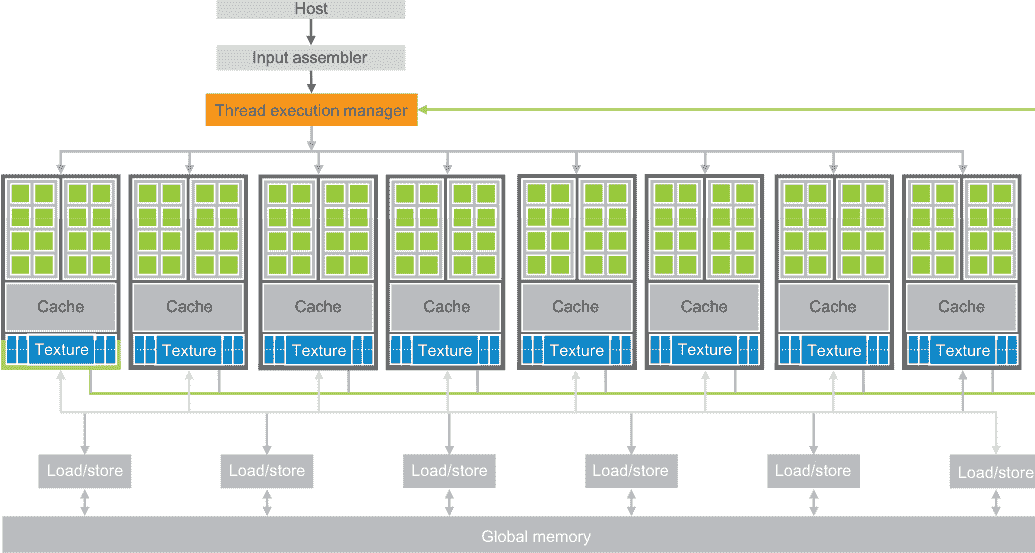 Host
Input assembler
Thread execution manager
Cache Cache Cache Cache Cache Cache Cache Cache
Texture Texture Texture Texture Texture Texture Texture Texture
Load/store Load/store Load/store Load/store Load/store Load/store
Global memory